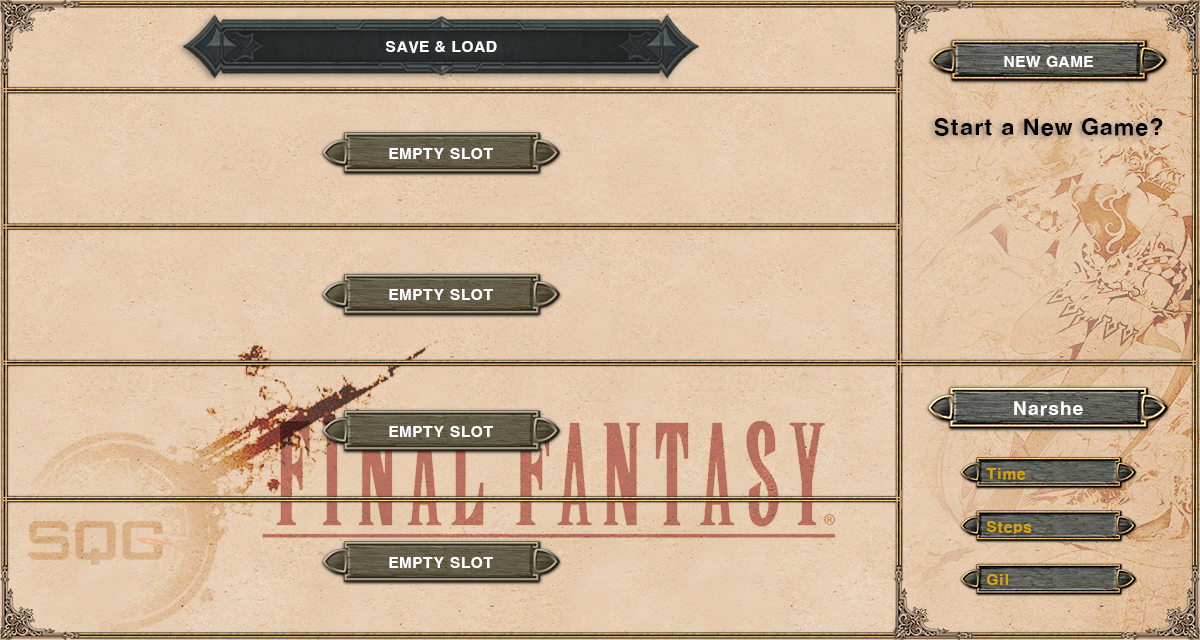 SAVE & LOAD
EMPTY SLOT
EMPTY SLOT
EMPTY SLOT
FINAL FANTASY®
SQG
EMPTY SLOT
NEW GAME
Start a New Game?
Narshe
Time
Steps
Gil